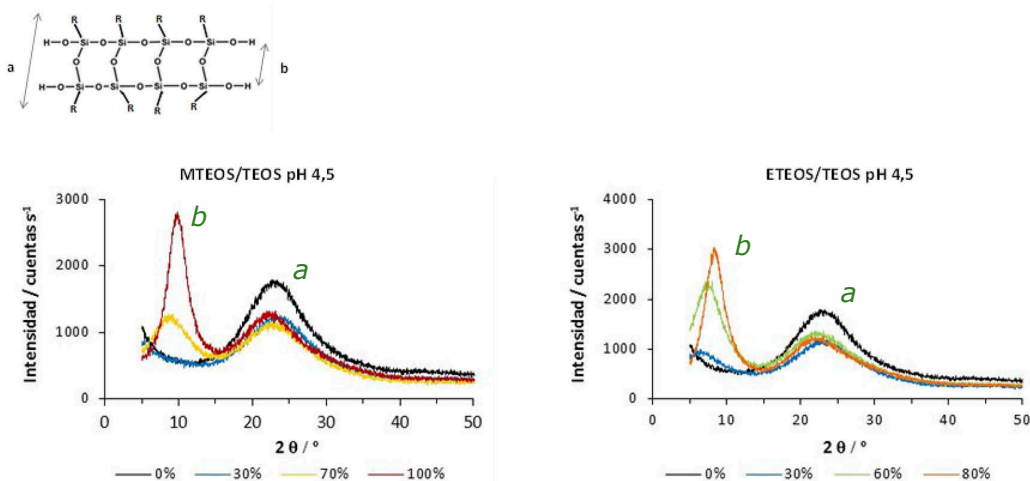 R R R R
H—O—Si—O—Si—O—Si—O—Si—O—H
O O O O
H—O—Si—O—Si—O—Si—O—Si—O—H
R R R R
a
b
MTEOS/TEOS pH 4,5
Intensidad / cuentas s-1
3000
2000
1000
0
b
a
0 10 20 30 40 50
2 θ / º
0% 30% 70% 100%
ETEOS/TEOS pH 4,5
Intensidad / cuentas s-1
4000
3000
2000
1000
0
b
a
0 10 20 30 40 50
2 θ / º
0% 30% 60% 80%